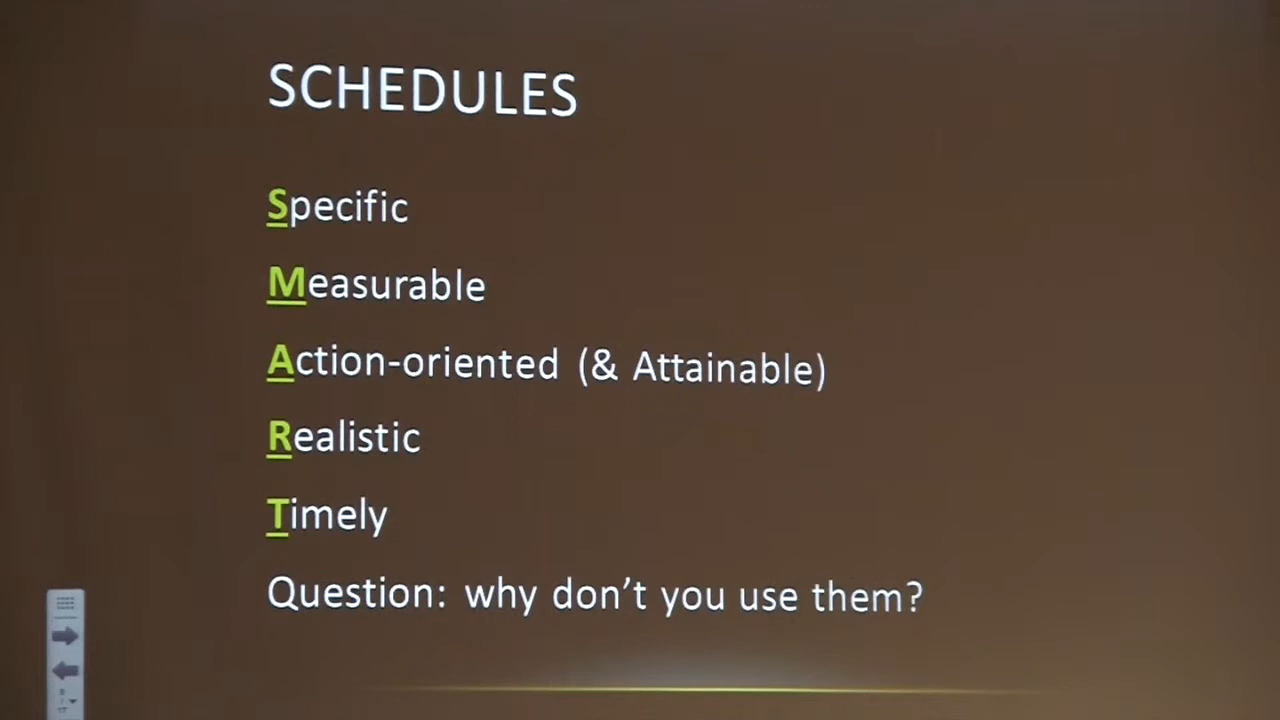 SCHEDULES
Specific
Measurable
Action-oriented (& Attainable)
Realistic
Timely
Question: why don't you use them?